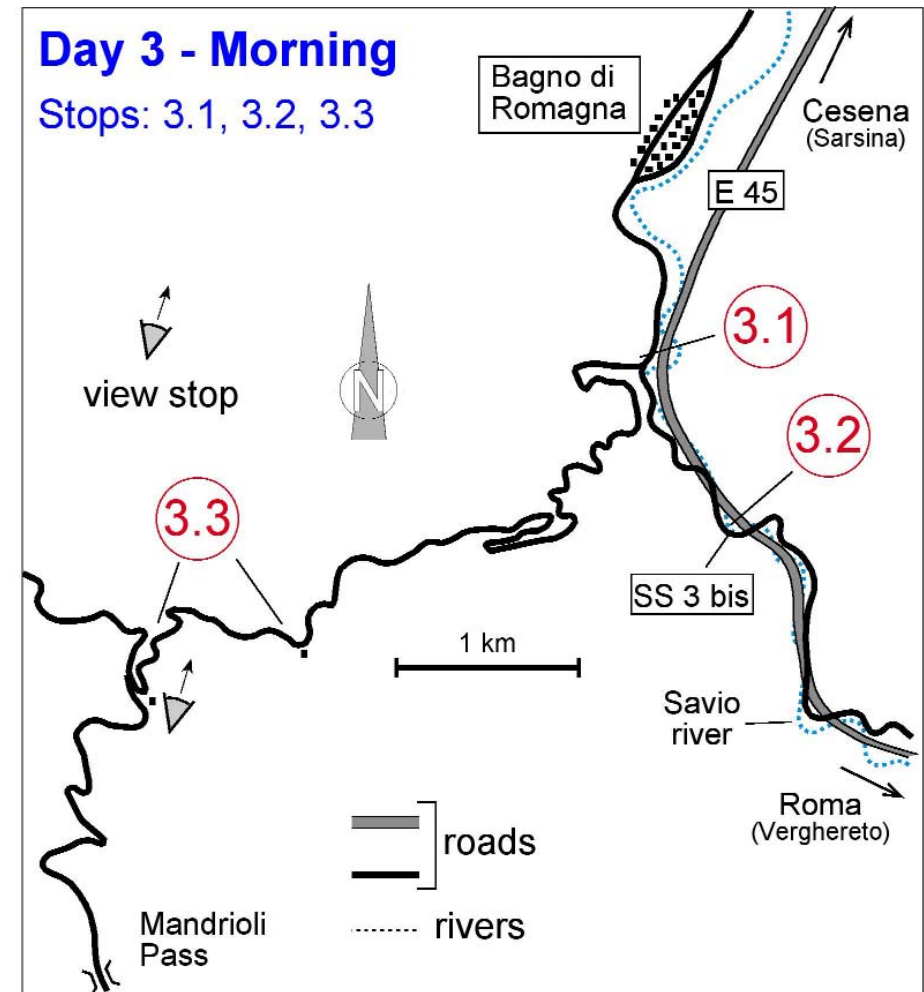 Day 3 - Morning
Stops: 3.1, 3.2, 3.3
Bagno di
Romagna
Cesena
(Sarsina)
E 45
3.1
view stop
N
3.2
3.3
SS 3 bis
1 km
Savio
river
Roma
(Verghereto)
roads
Mandrioli
Pass
rivers